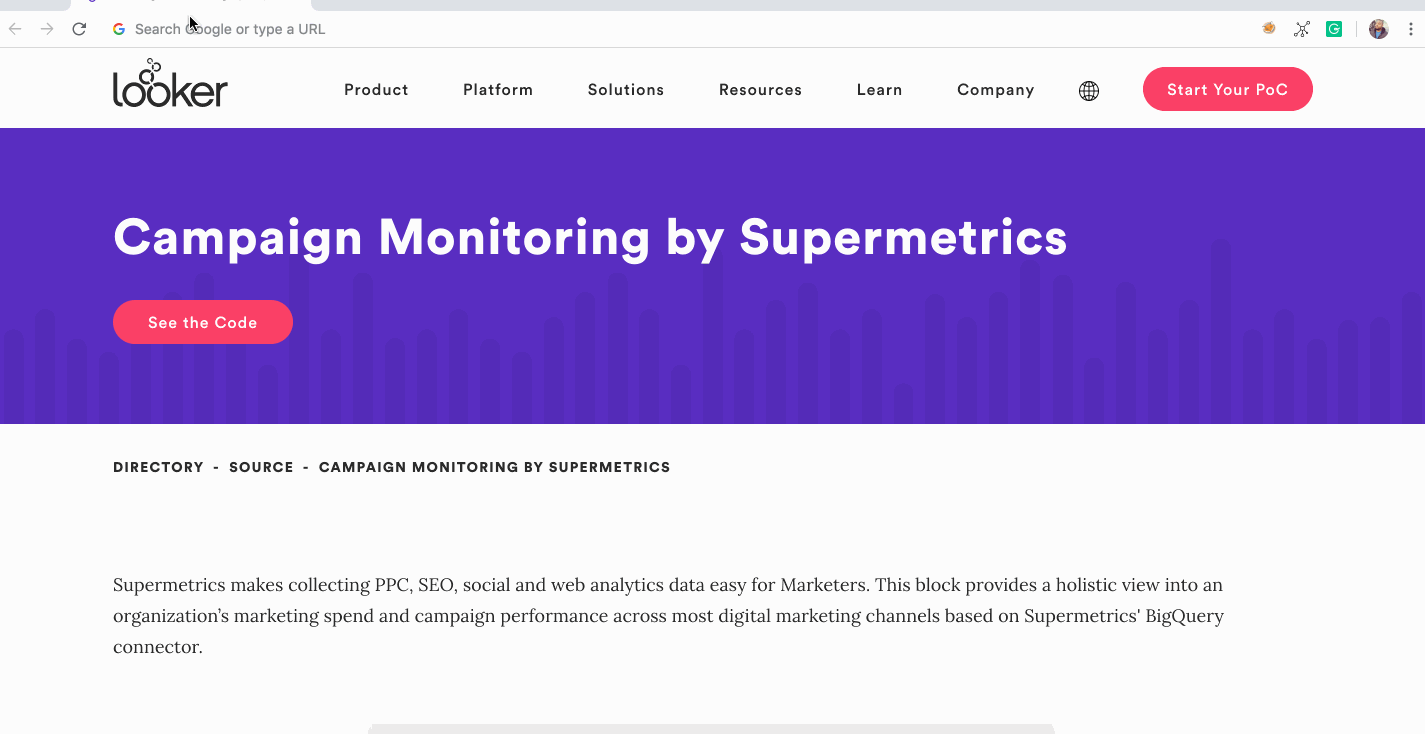 Search Google or type a URL
looker
Product Platform Solutions Resources Learn Company Start Your PoC
Campaign Monitoring by Supermetrics
See the Code
DIRECTORY - SOURCE - CAMPAIGN MONITORING BY SUPERMETRICS
Supermetrics makes collecting PPC, SEO, social and web analytics data easy for Marketers. This block provides a holistic view into an
organization’s marketing spend and campaign performance across most digital marketing channels based on Supermetrics' BigQuery
connector.